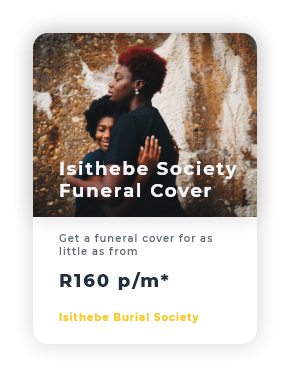 Isithebe Society
Funeral Cover
Get a funeral cover for as
little as from
R160 p/m*
Isithebe Burial Society